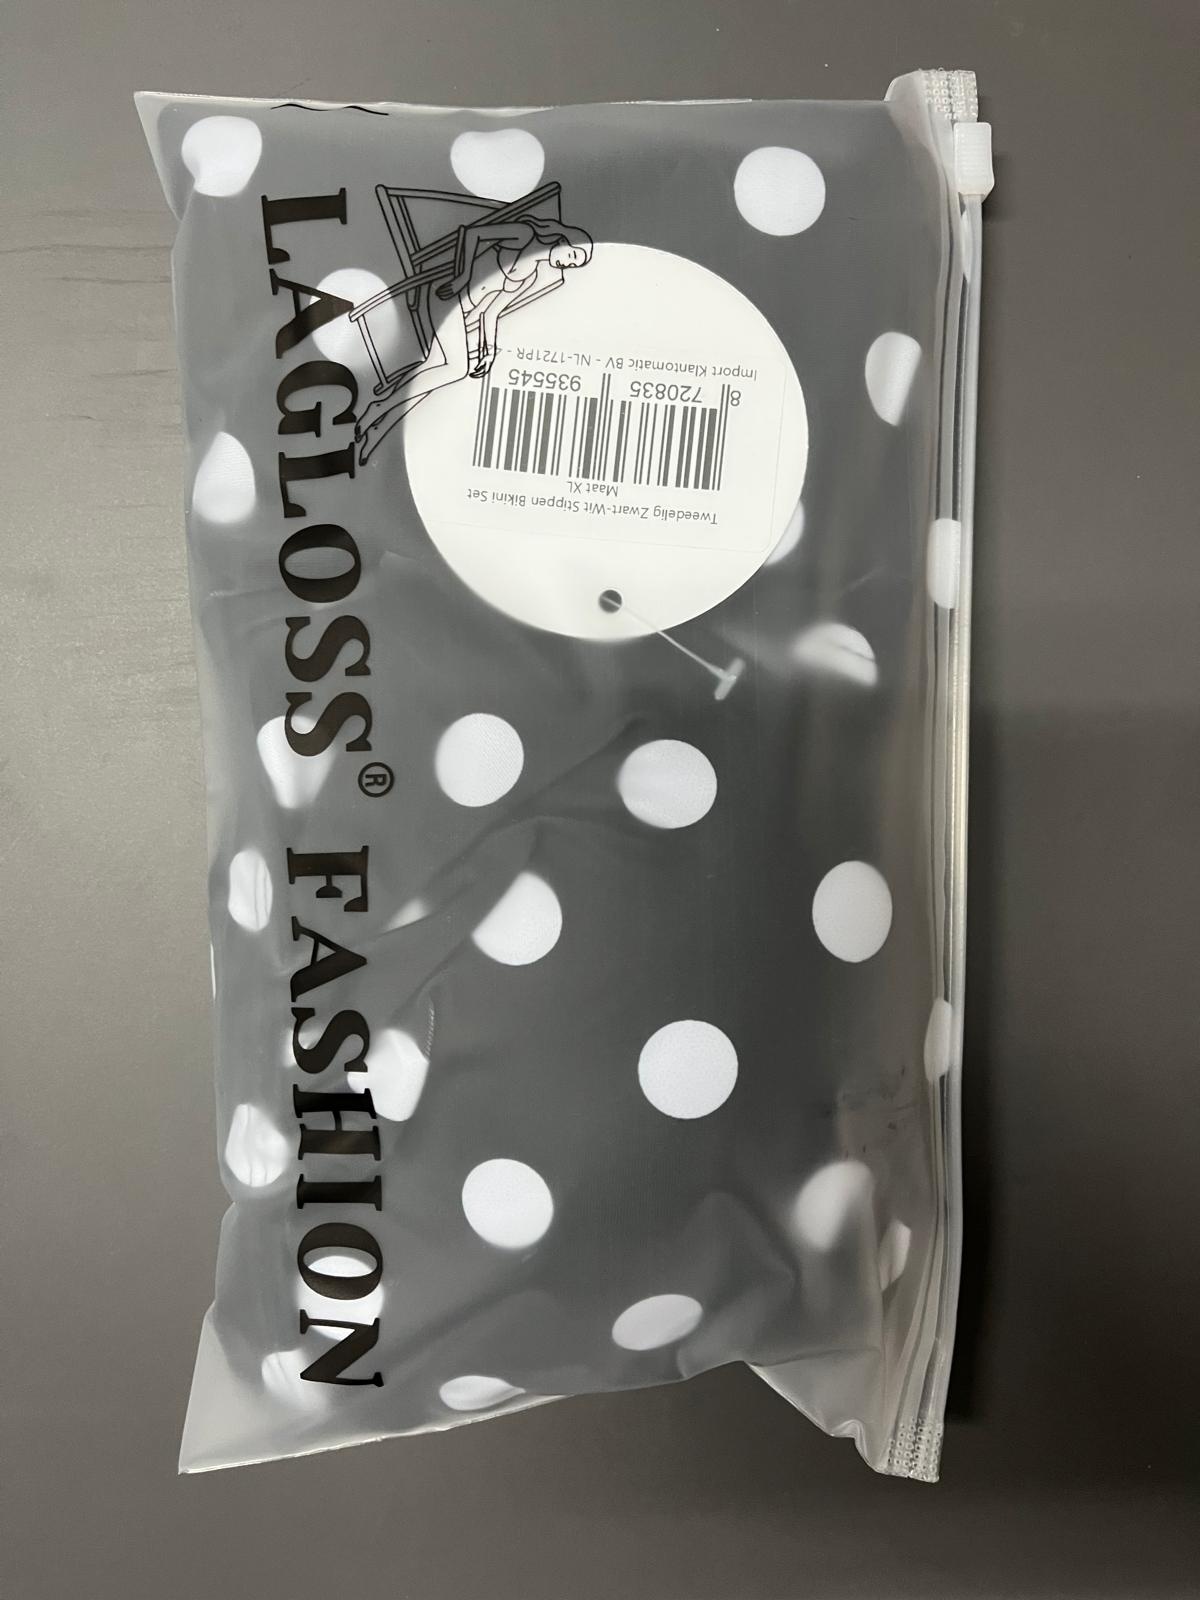 LAGLOSS® FASHION
Tweedelig Zwart-Wit Stippen Bikini Set
Maat XL
8 720835 935545
Import Klantomatic BV - NL-1721PR -